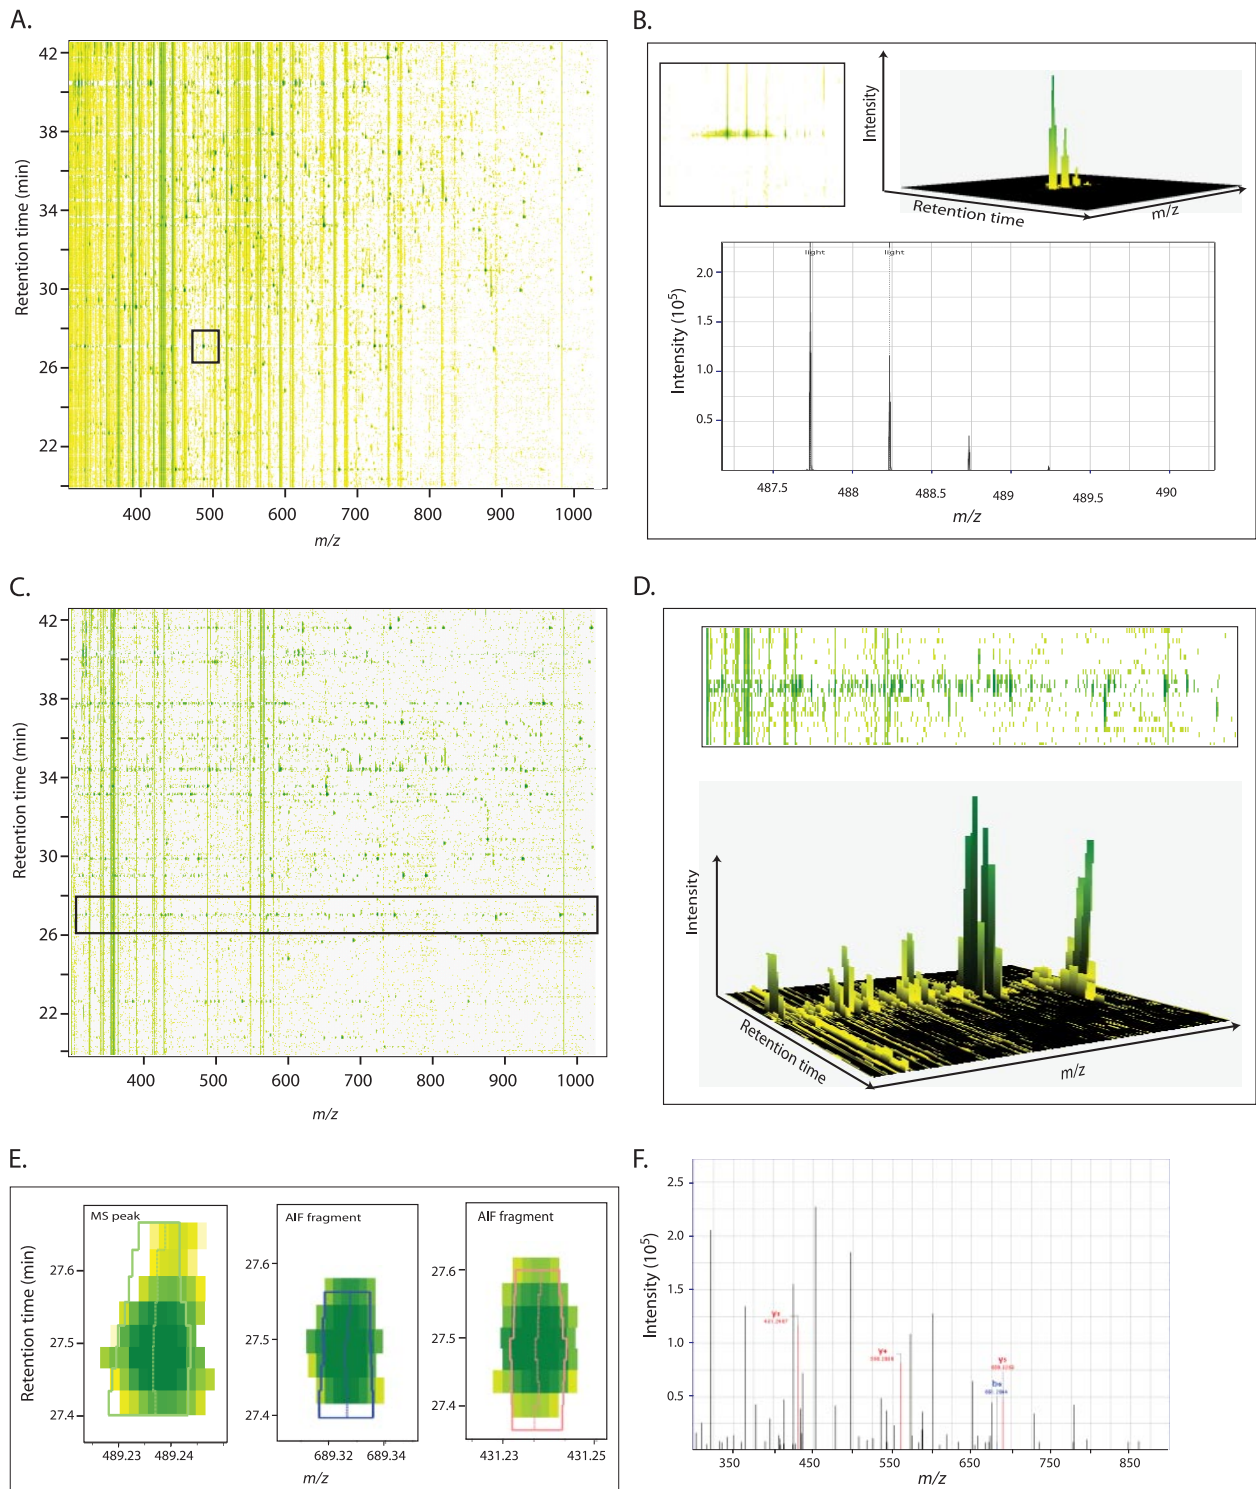 A.
42
38
34
30
26
22
Retention time (min)
400 500 600 700 800 900 1000
m/z
B.
Intensity
Retention time
m/z
light light
2.0
1.5
1.0
0.5
Intensity (10⁵)
487.5 488 488.5 489 489.5 490
m/z
C.
42
38
34
30
26
22
Retention time (min)
400 500 600 700 800 900 1000
m/z
D.
Intensity
Retention time
m/z
E.
MS peak
27.6
27.5
27.4
Retention time (min)
489.23 489.24
AIF fragment
27.6
27.5
27.4
689.32 689.34
m/z
AIF fragment
27.6
27.5
27.4
431.23 431.25
F.
2.5
2.0
1.5
1.0
0.5
Intensity (10⁵)
350 450 550 650 750 850
m/z